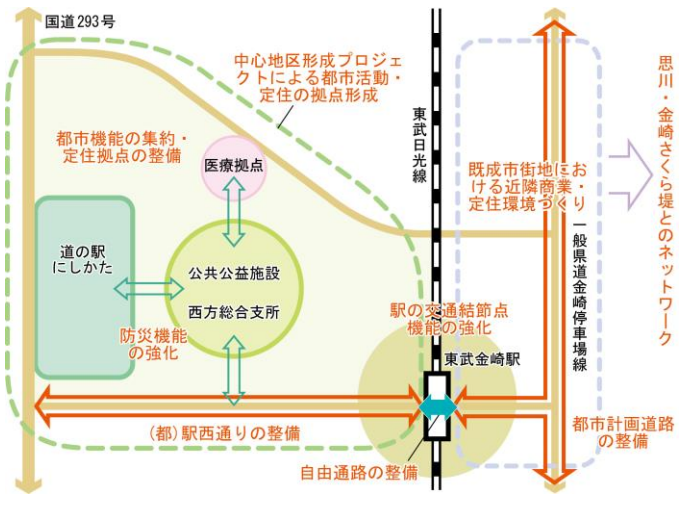 国道293号
中心地区形成プロジェ
クトによる都市活動・
定住の拠点形成
都市機能の集約・
定住拠点の整備
医療拠点
東武日光線
既成市街地にお
ける近隣商業・
定住環境づくり
思川・金崎さくら堤とのネットワーク
一般県道金崎停車場線
道の駅
にしかた
公共公益施設
西方総合支所
防災機能
の強化
駅の交通結節点
機能の強化
東武金崎駅
(都)駅西通りの整備
自由通路の整備
都市計画道路
の整備